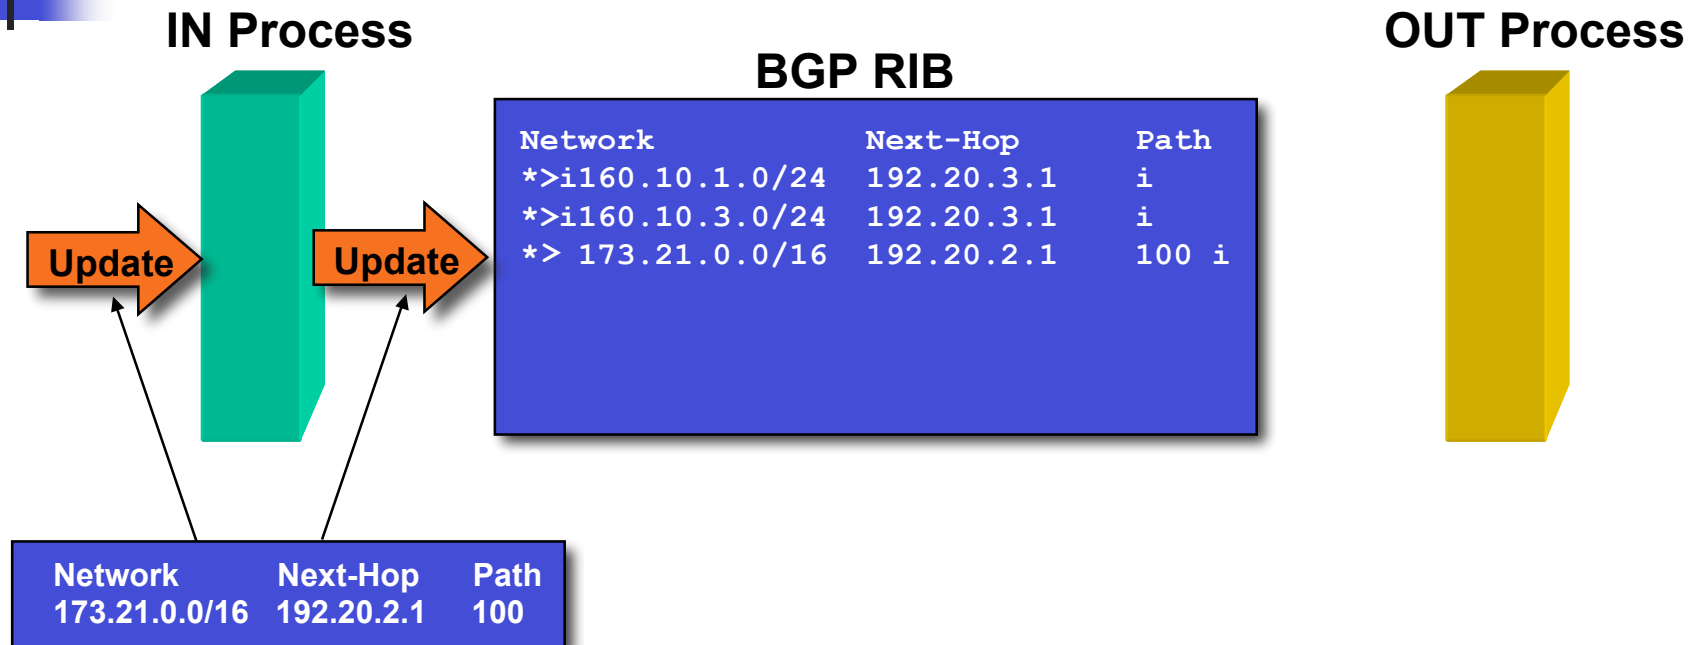 IN Process
OUT Process
BGP RIB
Network Next-Hop Path
*>i160.10.1.0/24 192.20.3.1 i
*>i160.10.3.0/24 192.20.3.1 i
*> 173.21.0.0/16 192.20.2.1 100 i
Update
Update
Network Next-Hop Path
173.21.0.0/16 192.20.2.1 100